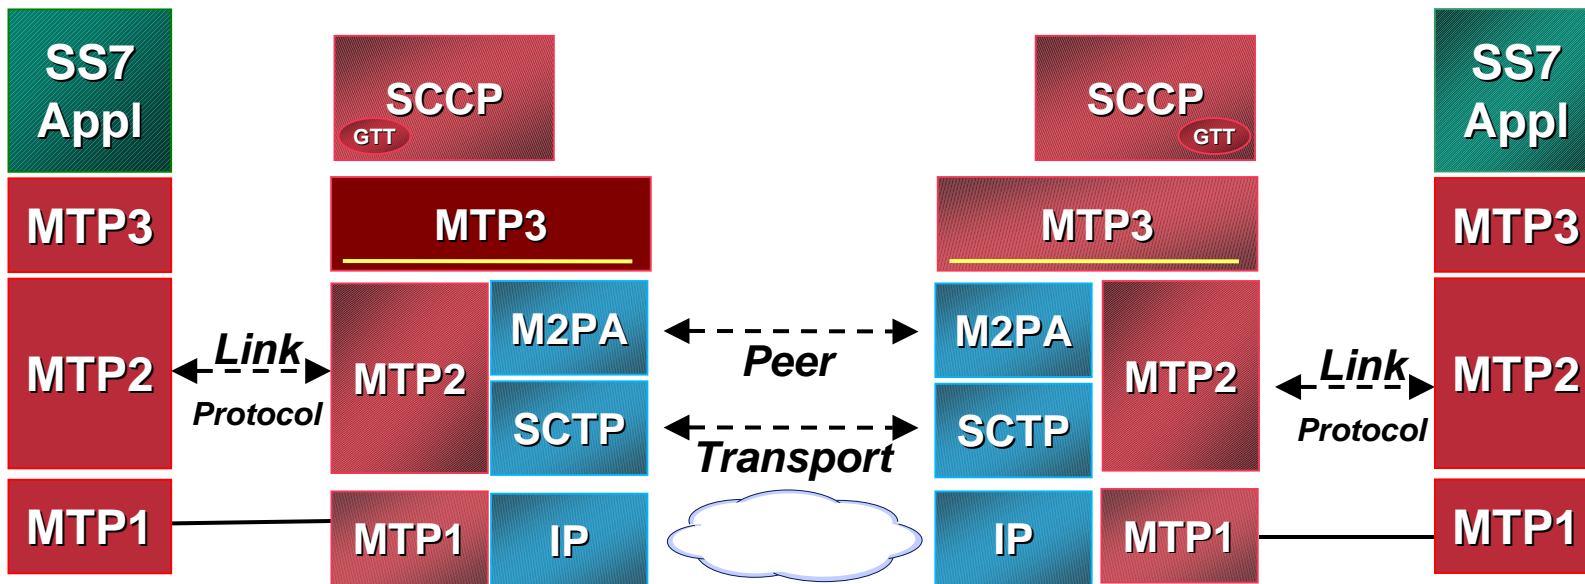 SS7
Appl
MTP3
MTP2
MTP1
Link
Protocol
SCCP
GTT
MTP3
MTP2
M2PA
SCTP
MTP1
IP
Peer
Transport
SCCP
GTT
MTP3
M2PA
MTP2
SCTP
IP
MTP1
Link
Protocol
SS7
Appl
MTP3
MTP2
MTP1